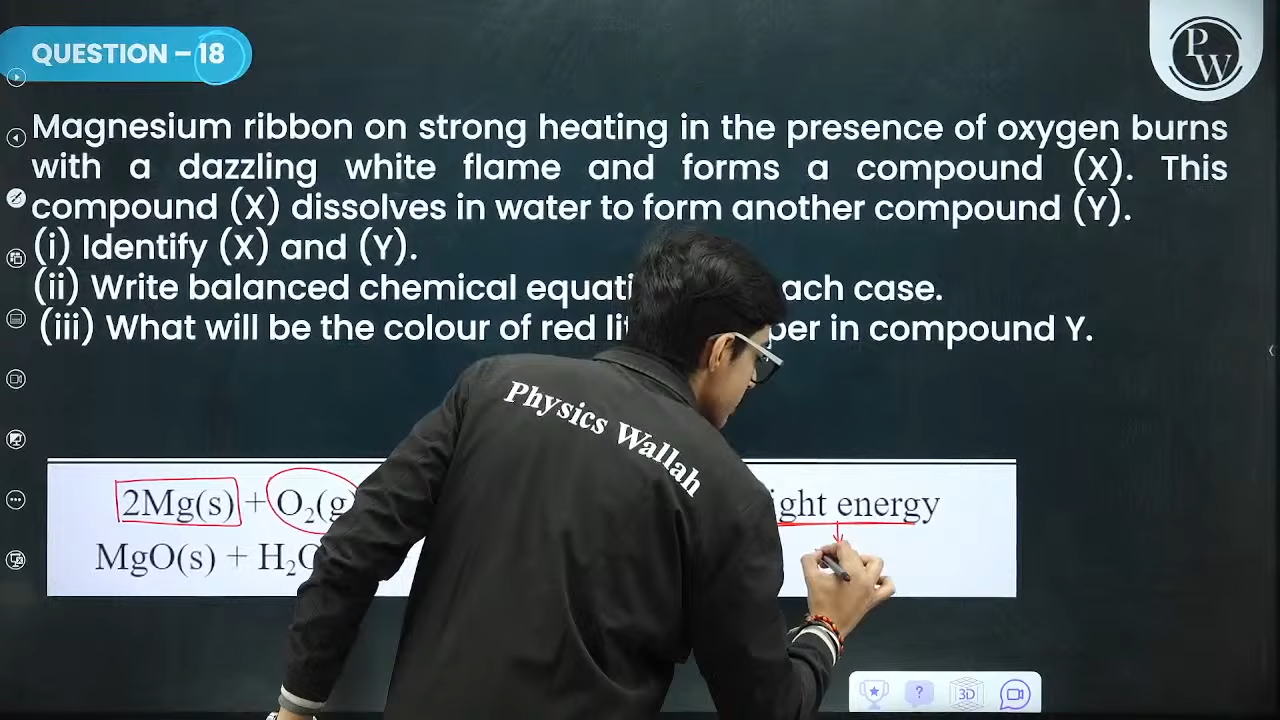 QUESTION – 18
PW
Magnesium ribbon on strong heating in the presence of oxygen burns
with a dazzling white flame and forms a compound (X). This
compound (X) dissolves in water to form another compound (Y).
(i) Identify (X) and (Y).
(ii) Write balanced chemical equati ach case.
(iii) What will be the colour of red lit per in compound Y.
Physics Wallah
2Mg(s) + O₂(g ight energy
MgO(s) + H₂O
3D